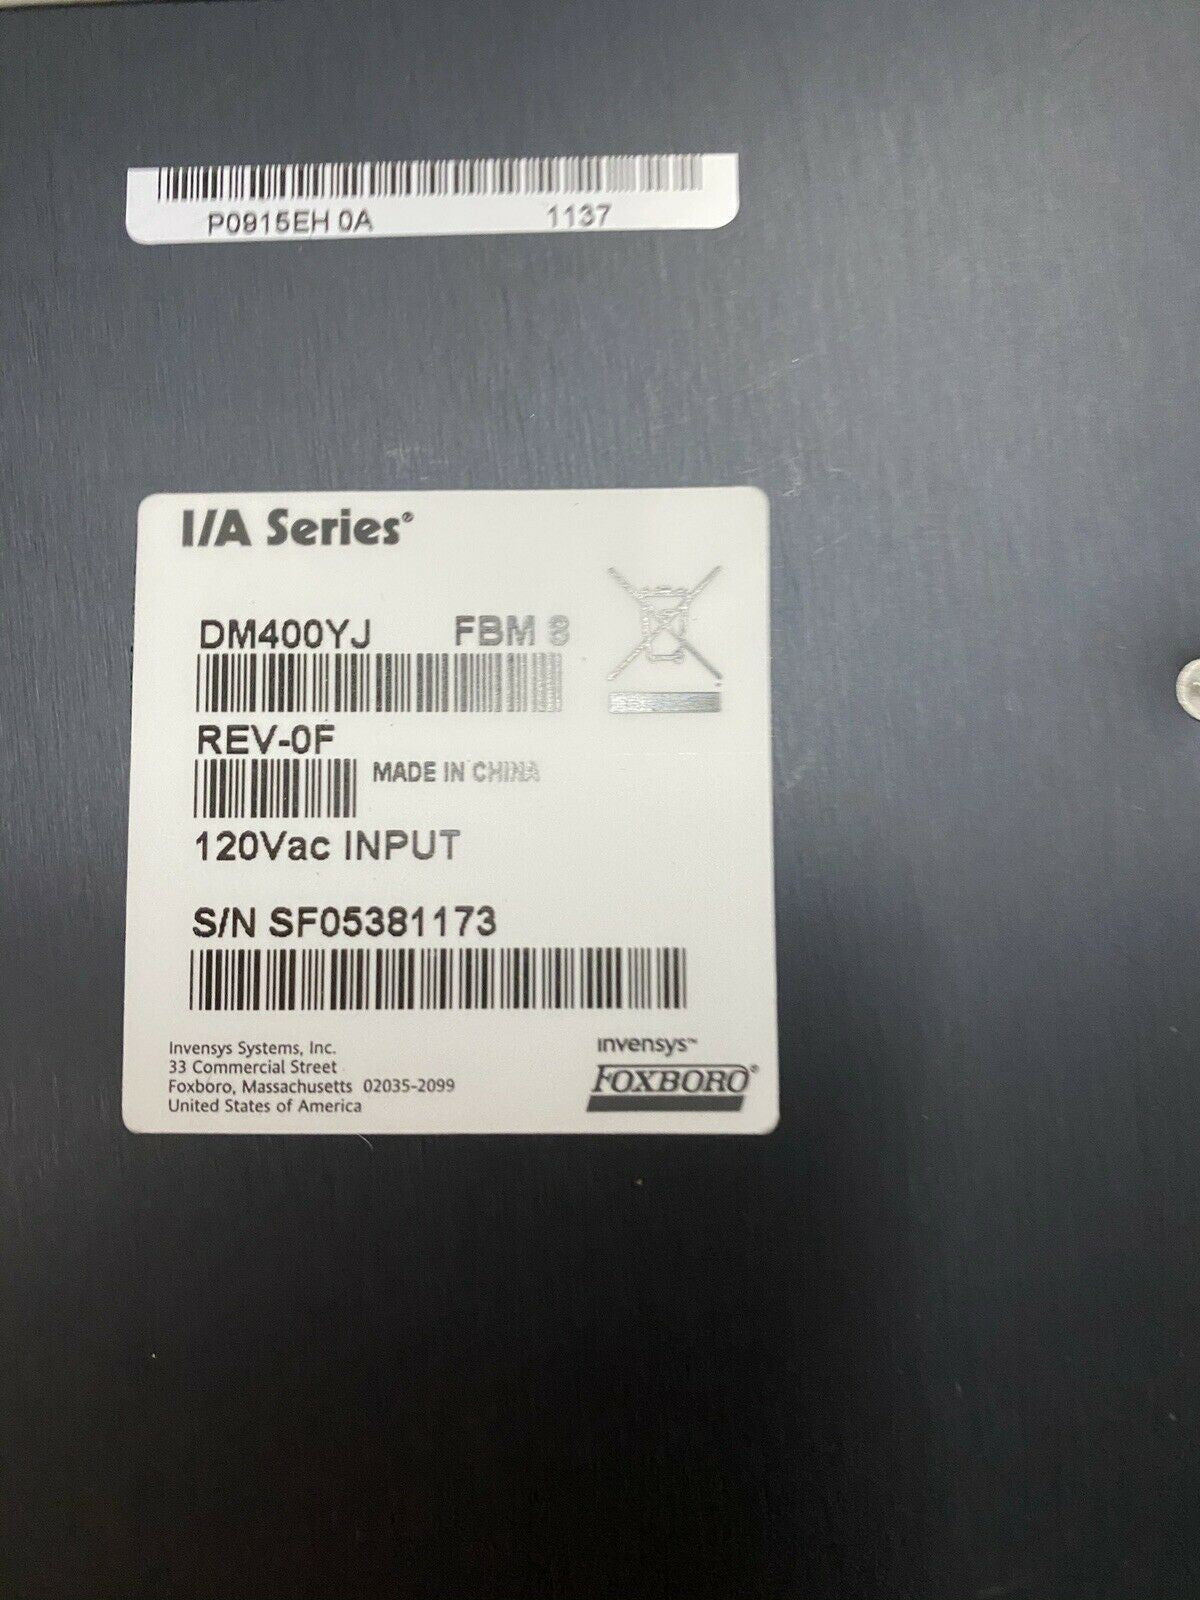 P0915EH 0A 1137
I/A Series®
DM400YJ FBM 8
REV-0F
MADE IN CHINA
120Vac INPUT
S/N SF05381173
Invensys Systems, Inc.
33 Commercial Street
Foxboro, Massachusetts 02035-2099
United States of America
invensys™
FOXBORO®